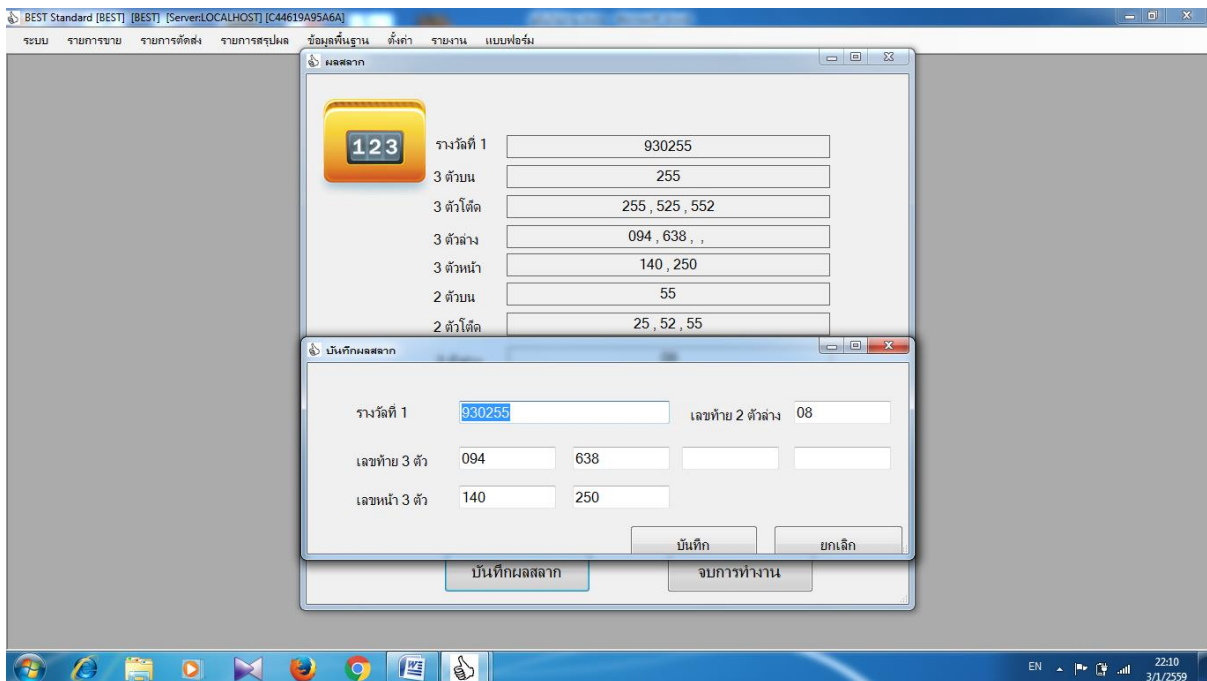 BEST Standard [BEST] [BEST] [Server:LOCALHOST] [C44619A95A6A]
ระบบ รายการขาย รายการตัดส่ง รายการสรุปผล ข้อมูลพื้นฐาน ตั้งค่า รายงาน แบบฟอร์ม
ผลสลาก
123
รางวัลที่ 1 930255
3 ตัวบน 255
3 ตัวโต๊ด 255 , 525 , 552
3 ตัวล่าง 094 , 638 , ,
3 ตัวหน้า 140 , 250
2 ตัวบน 55
2 ตัวโต๊ด 25 , 52 , 55
บันทึกผลสลาก
รางวัลที่ 1 930255 เลขท้าย 2 ตัวล่าง 08
เลขท้าย 3 ตัว 094 638
เลขหน้า 3 ตัว 140 250
บันทึก ยกเลิก
บันทึกผลสลาก จบการทำงาน
EN 22:10
3/1/2559